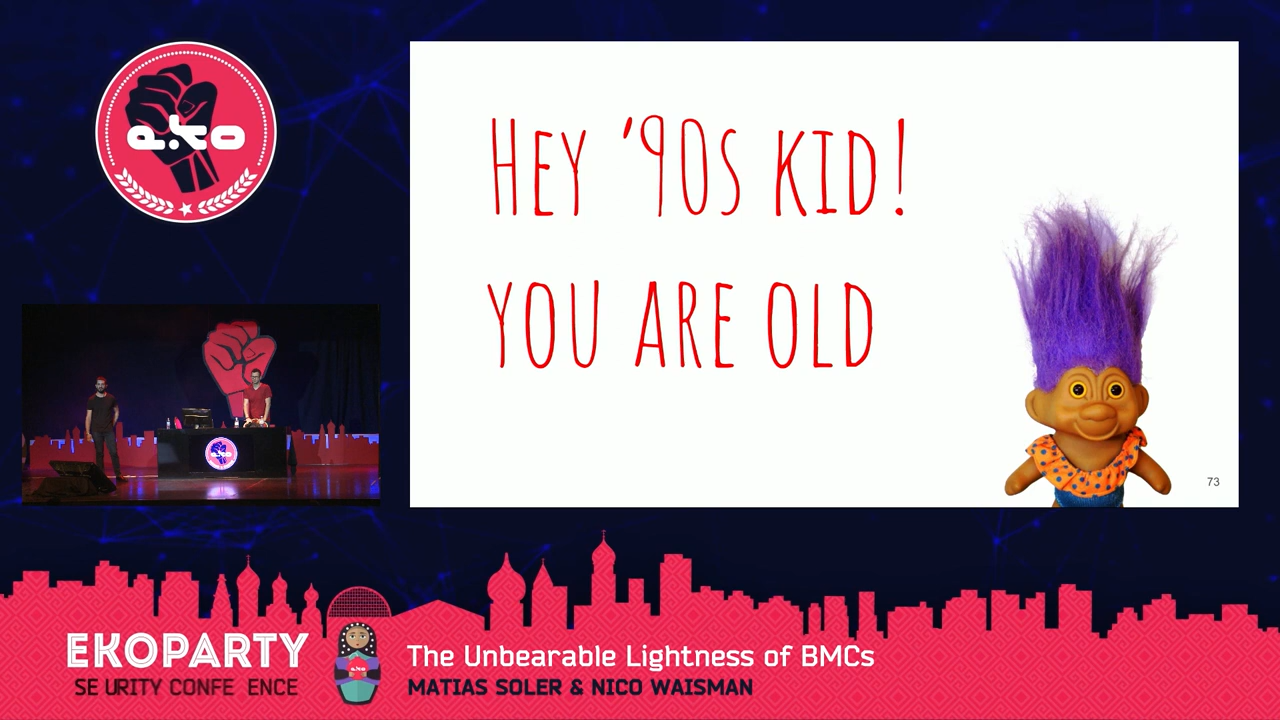 eko
HEY '90S KID!
YOU ARE OLD
73
EKOPARTY
SE URITY CONFE ENCE
The Unbearable Lightness of BMCs
MATIAS SOLER & NICO WAISMAN